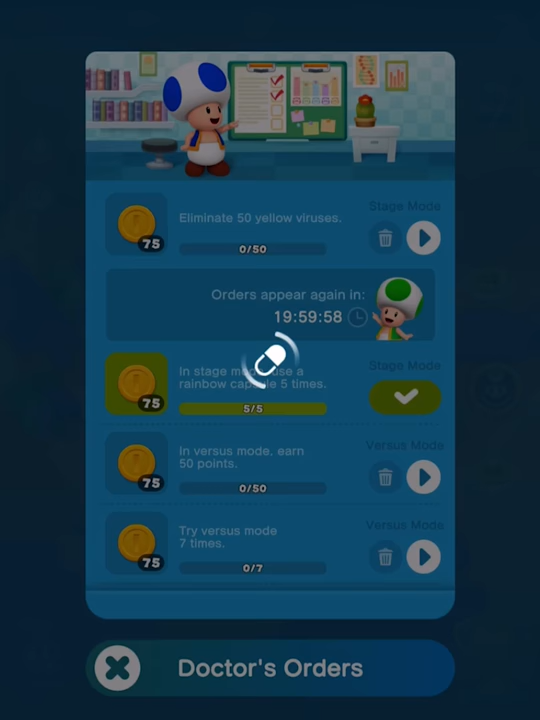 Stage Mode
Eliminate 50 yellow viruses.
75
0/50
Orders appear again in:
19:59:58
Stage Mode
In stage mode, use a
rainbow capsule 5 times.
75
5/5
Versus Mode
In versus mode, earn
50 points.
75
0/50
Versus Mode
Try versus mode
7 times.
75
0/7
Doctor's Orders